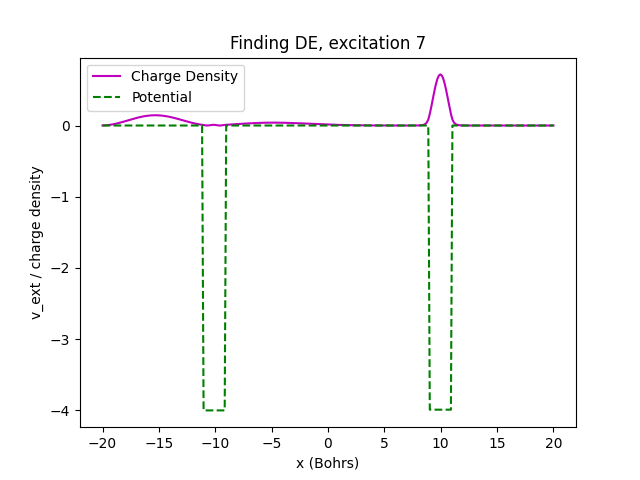 Finding DE, excitation 7
Charge Density
Potential
v_ext / charge density
0
−1
−2
−3
−4
−20
−15
−10
−5
0
5
10
15
20
x (Bohrs)